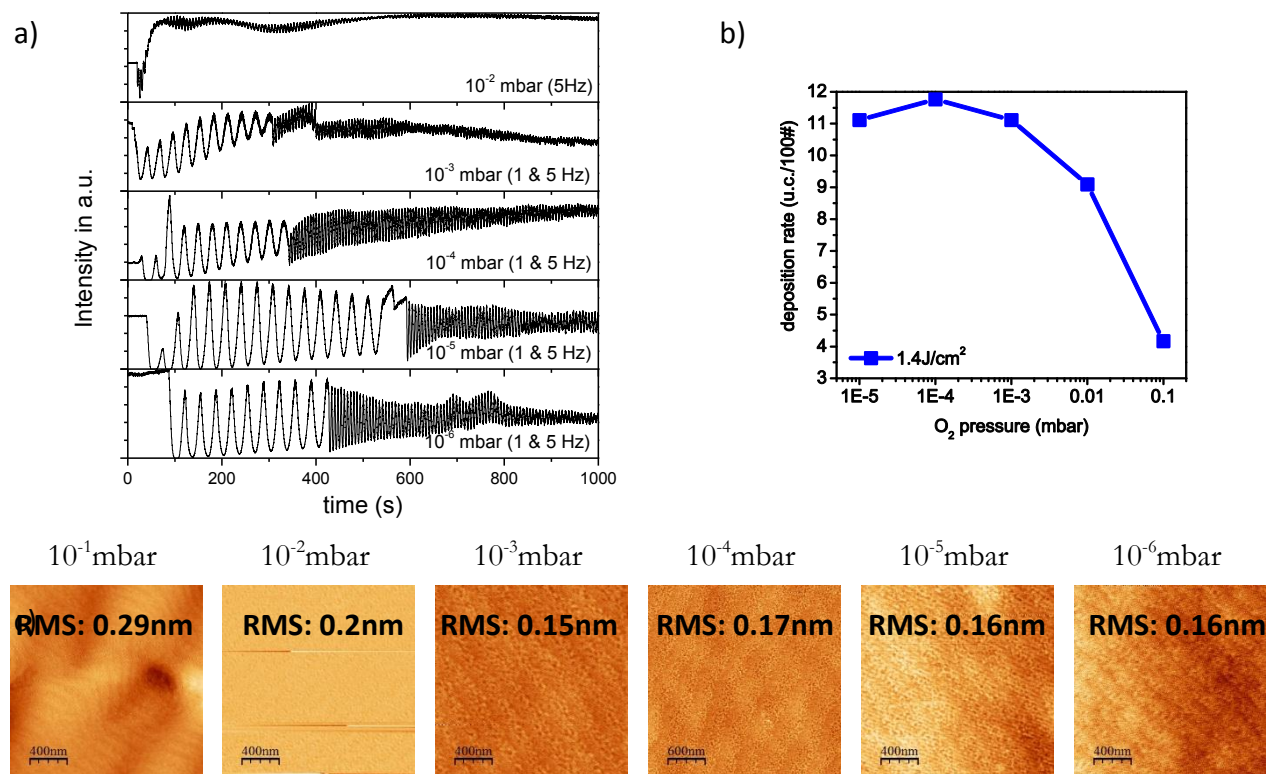 a)
10⁻² mbar (5Hz)
10⁻³ mbar (1 & 5 Hz)
10⁻⁴ mbar (1 & 5 Hz)
10⁻⁵ mbar (1 & 5 Hz)
10⁻⁶ mbar (1 & 5 Hz)
Intensity in a.u.
0 200 400 600 800 1000
time (s)
b)
12
11
10
9
8
7
6
5
4
3
deposition rate (u.c./100#)
1.4J/cm²
1E-5 1E-4 1E-3 0.01 0.1
O₂ pressure (mbar)
10⁻¹mbar 10⁻²mbar 10⁻³mbar 10⁻⁴mbar 10⁻⁵mbar 10⁻⁶mbar
RMS: 0.29nm RMS: 0.2nm RMS: 0.15nm RMS: 0.17nm RMS: 0.16nm RMS: 0.16nm
400nm 400nm 400nm 600nm 400nm 400nm